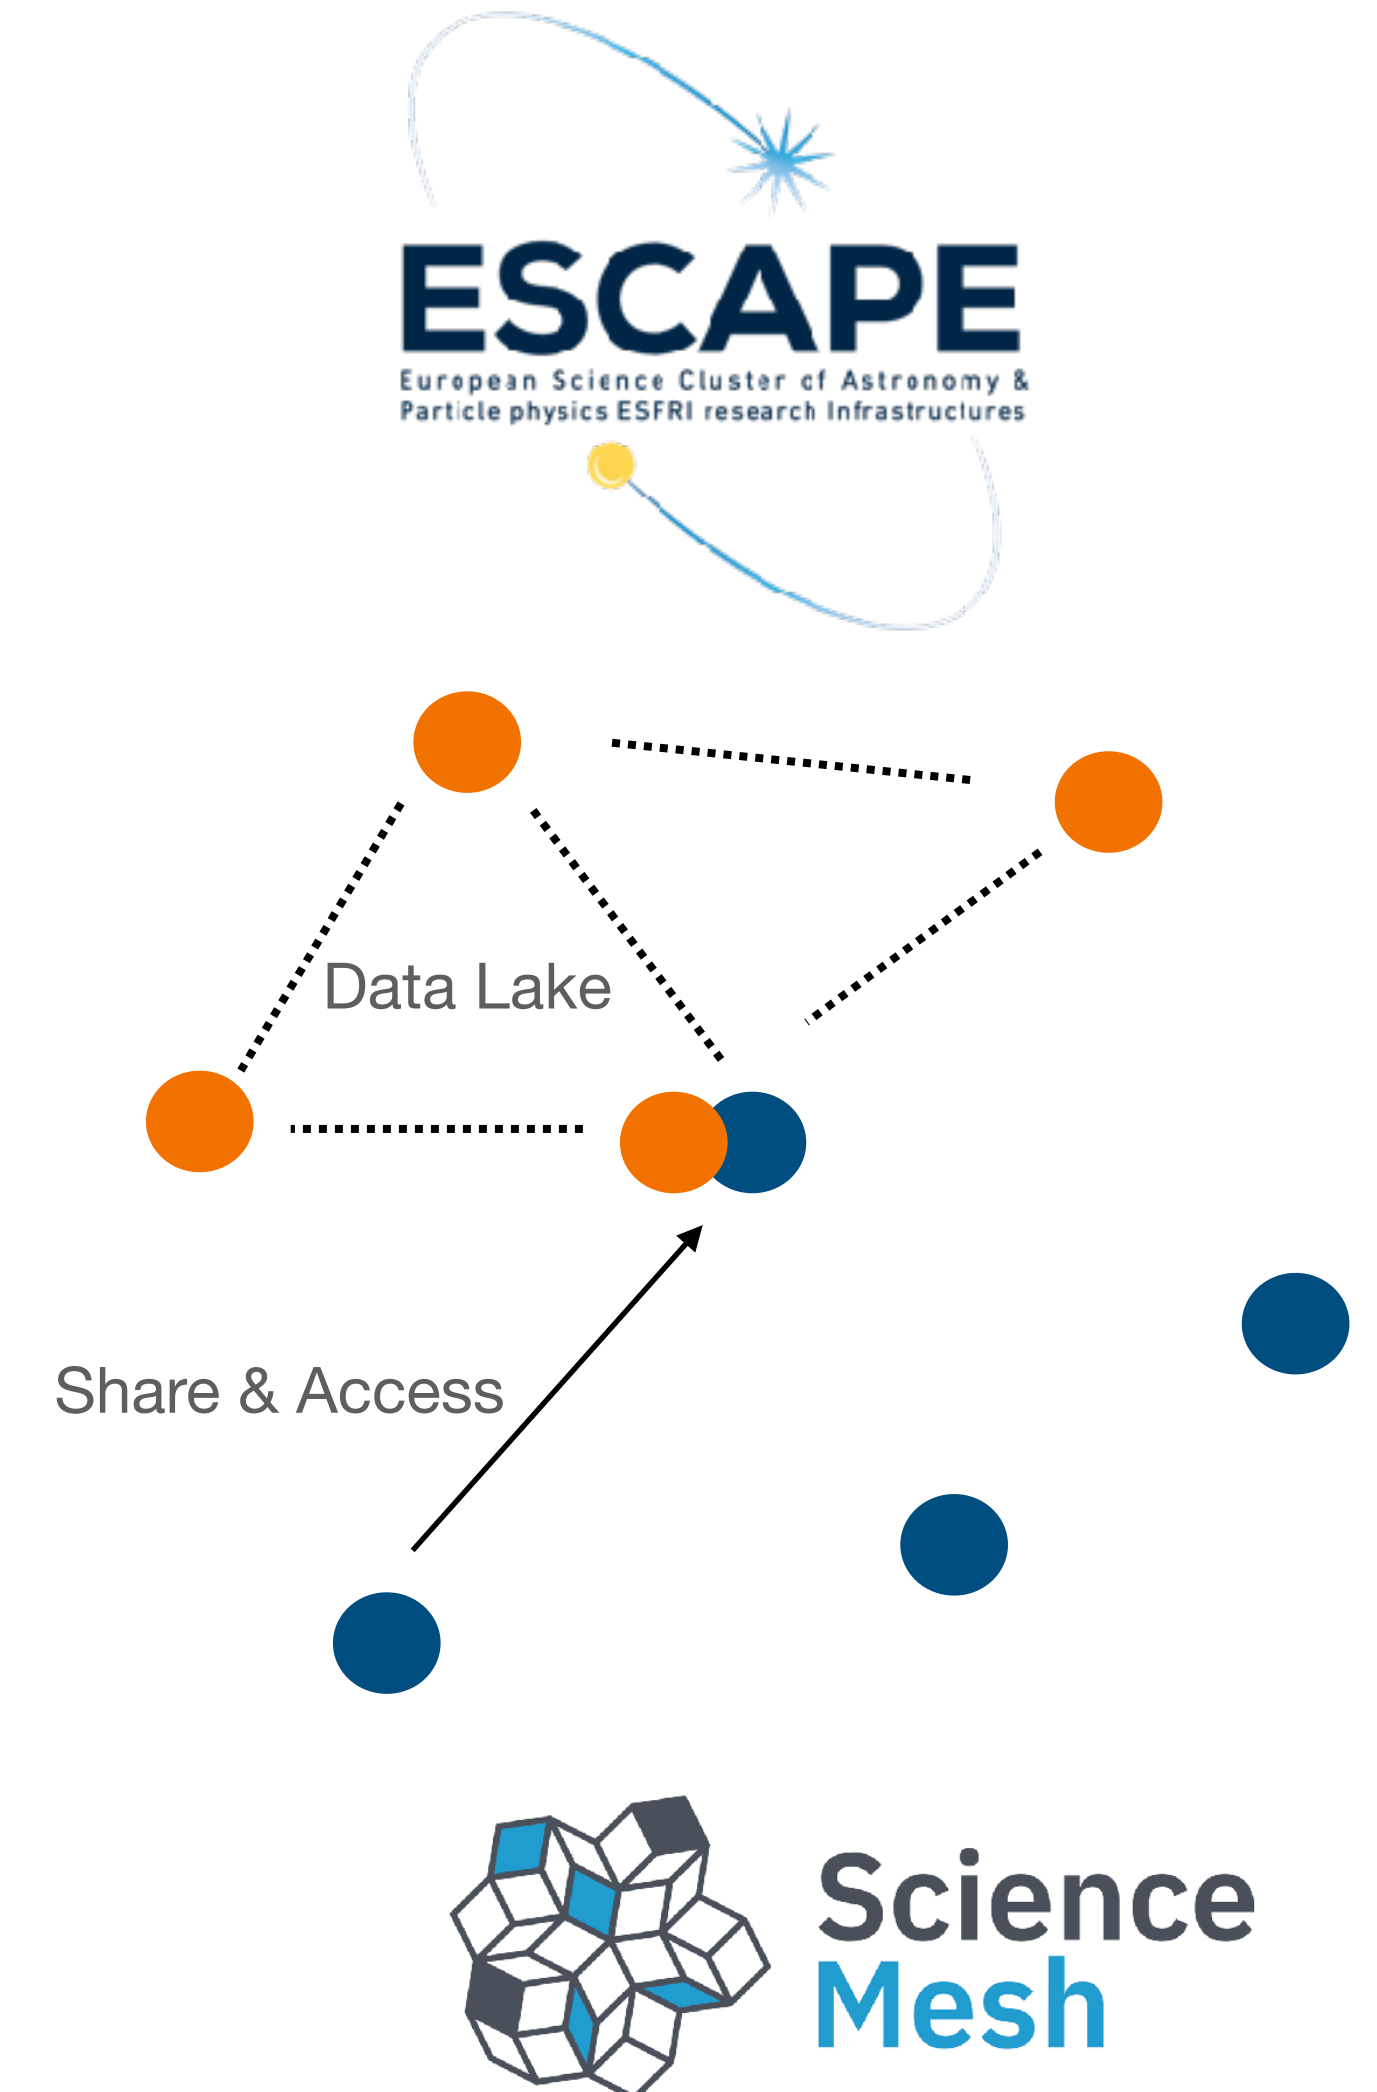 ESCAPE
European Science Cluster of Astronomy &
Particle physics ESFRI research Infrastructures
Data Lake
Share & Access
Science
Mesh